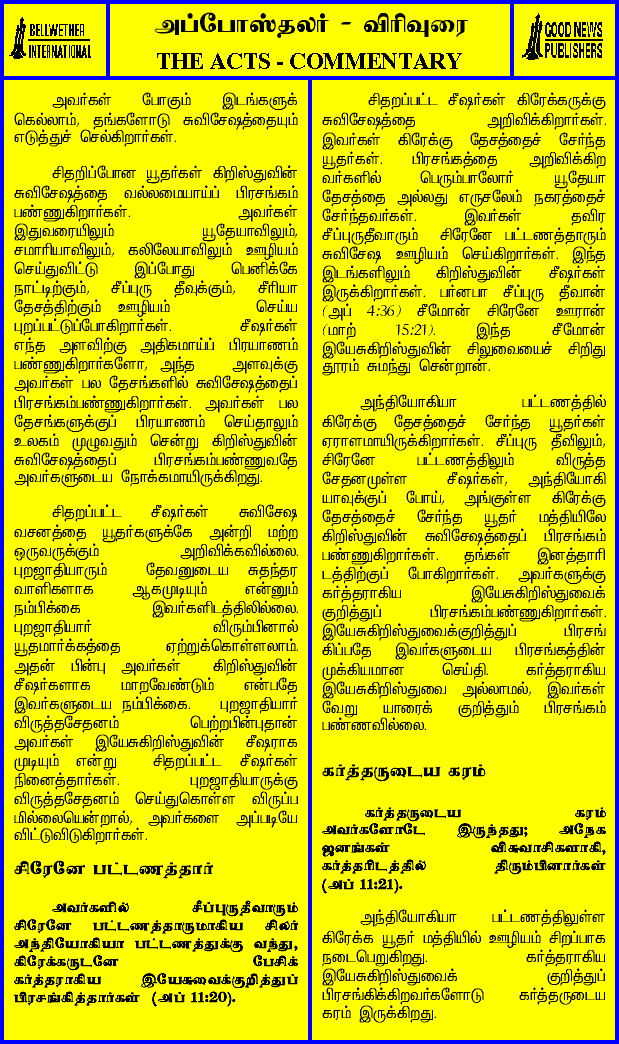 BELLWETHER
INTERNATIONAL
அப்போஸ்தலர் - விரிவுரை
THE ACTS - COMMENTARY
GOOD NEWS
PUBLISHERS
அவர்கள் போகும் இடங்களுக்
கெல்லாம், தங்களோடு சுவிசேஷத்தையும்
எடுத்துச் செல்கிறார்கள்.
சிதறிப்போன யூதர்கள் கிறிஸ்துவின்
சுவிசேஷத்தை வல்லமையாய்ப் பிரசங்கம்
பண்ணுகிறார்கள். அவர்கள்
இதுவரையிலும் யூதேயாவிலும்,
சமாரியாவிலும், கலிலேயாவிலும் ஊழியம்
செய்துவிட்டு இப்போது பெனிக்கே
நாட்டிற்கும், சீப்புரு தீவுக்கும், சீரியா
தேசத்திற்கும் ஊழியம் செய்ய
புறப்பட்டுப்போகிறார்கள். சீஷர்கள்
எந்த அளவிற்கு அதிகமாய்ப் பிரயாணம்
பண்ணுகிறார்களோ, அந்த அளவுக்கு
அவர்கள் பல தேசங்களில் சுவிசேஷத்தைப்
பிரசங்கம்பண்ணுகிறார்கள். அவர்கள் பல
தேசங்களுக்குப் பிரயாணம் செய்தாலும்
உலகம் முழுவதும் சென்று கிறிஸ்துவின்
சுவிசேஷத்தைப் பிரசங்கம்பண்ணுவதே
அவர்களுடைய நோக்கமாயிருக்கிறது.
சிதறப்பட்ட சீஷர்கள் சுவிசேஷ
வசனத்தை யூதர்களுக்கே அன்றி மற்ற
ஒருவருக்கும் அறிவிக்கவில்லை.
புறஜாதியாரும் தேவனுடைய சுதந்தர
வாளிகளாக ஆகமுடியும் என்னும்
நம்பிக்கை இவர்களிடத்திலில்லை.
புறஜாதியார் விரும்பினால்
யூதமார்க்கத்தை ஏற்றுக்கொள்ளலாம்.
அதன் பின்பு அவர்கள் கிறிஸ்துவின்
சீஷர்களாக மாறவேண்டும் என்பதே
இவர்களுடைய நம்பிக்கை. புறஜாதியார்
விருத்தசேதனம் பெற்றபின்புதான்
அவர்கள் இயேசுகிறிஸ்துவின் சீஷராக
முடியும் என்று சிதறப்பட்ட சீஷர்கள்
நினைத்தார்கள். புறஜாதியாருக்கு
விருத்தசேதனம் செய்துகொள்ள விருப்ப
மில்லையென்றால், அவர்களை அப்படியே
விட்டுவிடுகிறார்கள்.
சிரேனே பட்டணத்தார்
அவர்களில் சீப்புருதீவாரும்
சிரேனே பட்டணத்தாருமாகிய சிலர்
அந்தியோகியா பட்டணத்துக்கு வந்து,
கிரேக்கருடனே பேசிக்
கர்த்தராகிய இயேசுவைக்குறித்துப்
பிரசங்கித்தார்கள் (அப் 11:20).
சிதறப்பட்ட சீஷர்கள் கிரேக்கருக்கு
சுவிசேஷத்தை அறிவிக்கிறார்கள்.
இவர்கள் கிரேக்கு தேசத்தைச் சேர்ந்த
யூதர்கள். பிரசங்கத்தை அறிவிக்கிற
வர்களில் பெரும்பாலோர் யூதேயா
தேசத்தை அல்லது எருசலேம் நகரத்தைச்
சேர்ந்தவர்கள். இவர்கள் தவிர
சீப்புருதீவாரும் சிரேனே பட்டணத்தாரும்
சுவிசேஷ ஊழியம் செய்கிறார்கள். இந்த
இடங்களிலும் கிறிஸ்துவின் சீஷர்கள்
இருக்கிறார்கள். பர்னபா சீப்புரு தீவான்
(அப் 4:36) சீமோன் சிரேனே ஊரான்
(மாற் 15:21). இந்த சீமோன்
இயேசுகிறிஸ்துவின் சிலுவையைச் சிறிது
தூரம் சுமந்து சென்றான்.
அந்தியோகியா பட்டணத்தில்
கிரேக்கு தேசத்தைச் சேர்ந்த யூதர்கள்
ஏராளமாயிருக்கிறார்கள். சீப்புரு தீவிலும்,
சிரேனே பட்டணத்திலும் விருத்த
சேதனமுள்ள சீஷர்கள், அந்தியோகி
யாவுக்குப் போய், அங்குள்ள கிரேக்கு
தேசத்தைச் சேர்ந்த யூதர் மத்தியிலே
கிறிஸ்துவின் சுவிசேஷத்தைப் பிரசங்கம்
பண்ணுகிறார்கள். தங்கள் இனத்தாரி
டத்திற்குப் போகிறார்கள். அவர்களுக்கு
கர்த்தராகிய இயேசுகிறிஸ்துவைக்
குறித்துப் பிரசங்கம்பண்ணுகிறார்கள்.
இயேசுகிறிஸ்துவைக்குறித்துப் பிரசங்
கிப்பதே இவர்களுடைய பிரசங்கத்தின்
முக்கியமான செய்தி. கர்த்தராகிய
இயேசுகிறிஸ்துவை அல்லாமல், இவர்கள்
வேறு யாரைக் குறித்தும் பிரசங்கம்
பண்ணவில்லை.
கர்த்தருடைய கரம்
கர்த்தருடைய கரம்
அவர்களோடே இருந்தது; அநேக
ஜனங்கள் விசுவாசிகளாகி,
கர்த்தரிடத்தில் திரும்பினார்கள்
(அப் 11:21).
அந்தியோகியா பட்டணத்திலுள்ள
கிரேக்க யூதர் மத்தியில் ஊழியம் சிறப்பாக
நடைபெறுகிறது. கர்த்தராகிய
இயேசுகிறிஸ்துவைக் குறித்துப்
பிரசங்கிக்கிறவர்களோடு கர்த்தருடைய
கரம் இருக்கிறது.